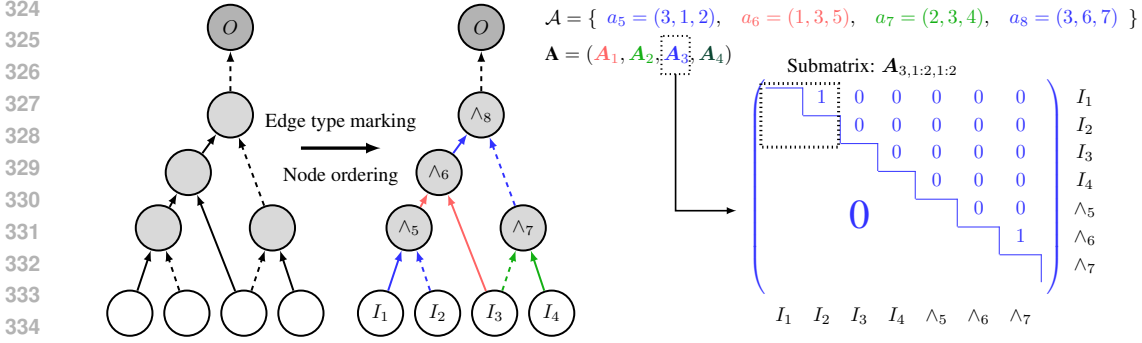 324
325
326
327
328
329
330
331
332
333
334
O
Edge type marking
Node ordering
O
∧8
∧6
∧5
∧7
I1
I2
I3
I4
𝒜 = { a5 = (3, 1, 2), a6 = (1, 3, 5), a7 = (2, 3, 4), a8 = (3, 6, 7) }
A = (A1, A2, A3, A4)
Submatrix: A3,1:2,1:2
1 0 0 0 0 0 I1
0 0 0 0 0 I2
0 0 0 0 I3
0 0 0 I4
0 0 ∧5
0 1 ∧6
∧7
I1 I2 I3 I4 ∧5 ∧6 ∧7